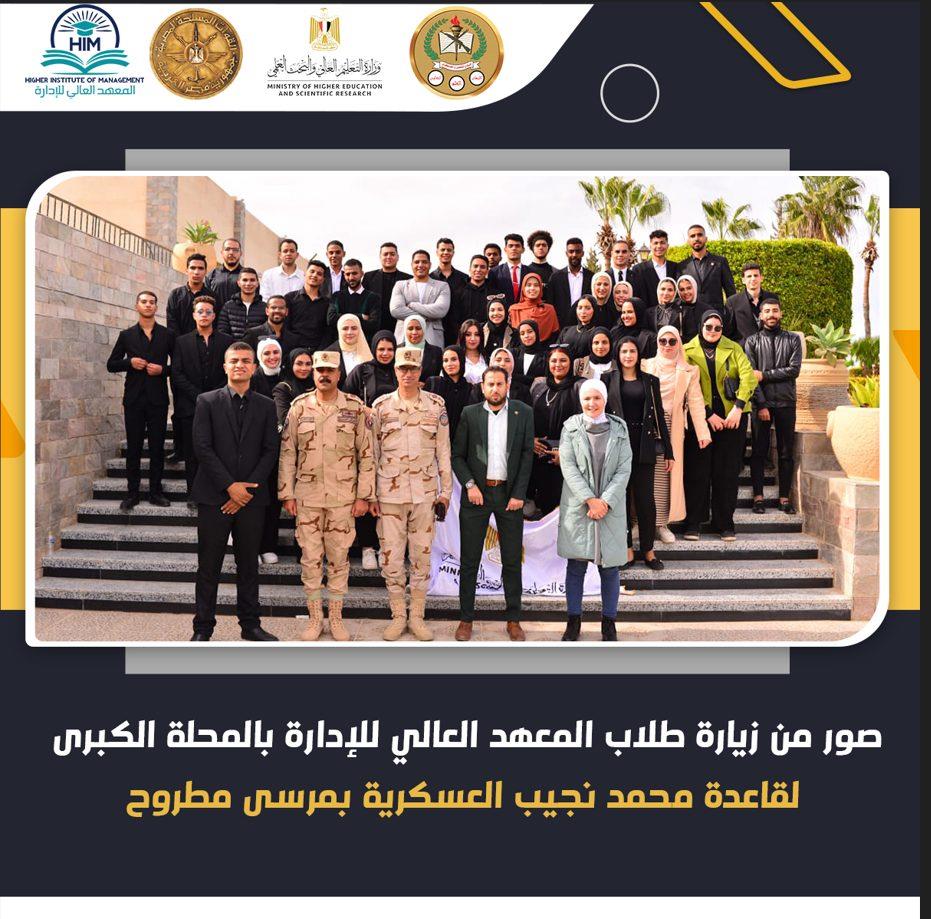 HIM
HIGHER INSTITUTE OF MANAGEMENT
المعهد العالي للإدارة
وزارة التعليم العالي والبحث العلمي
MINISTRY OF HIGHER EDUCATION
AND SCIENTIFIC RESEARCH
صور من زيارة طلاب المعهد العالي للإدارة بالمحلة الكبرى
لقاعدة محمد نجيب العسكرية بمرسى مطروح